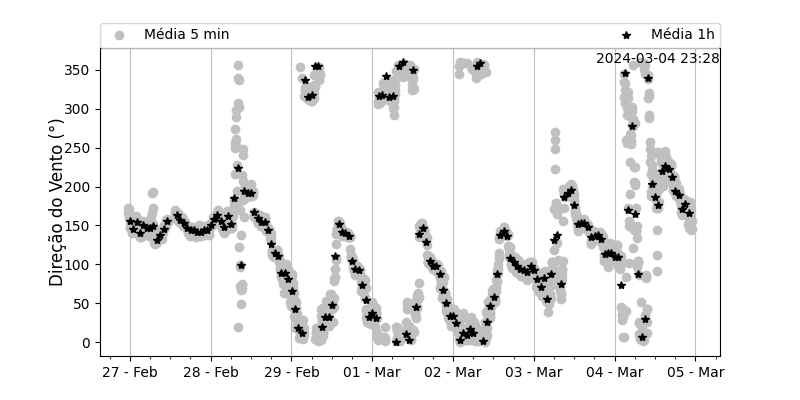 Média 5 min
Média 1h
2024-03-04 23:28
Direção do Vento (°)
350
300
250
200
150
100
50
0
27 - Feb
28 - Feb
29 - Feb
01 - Mar
02 - Mar
03 - Mar
04 - Mar
05 - Mar